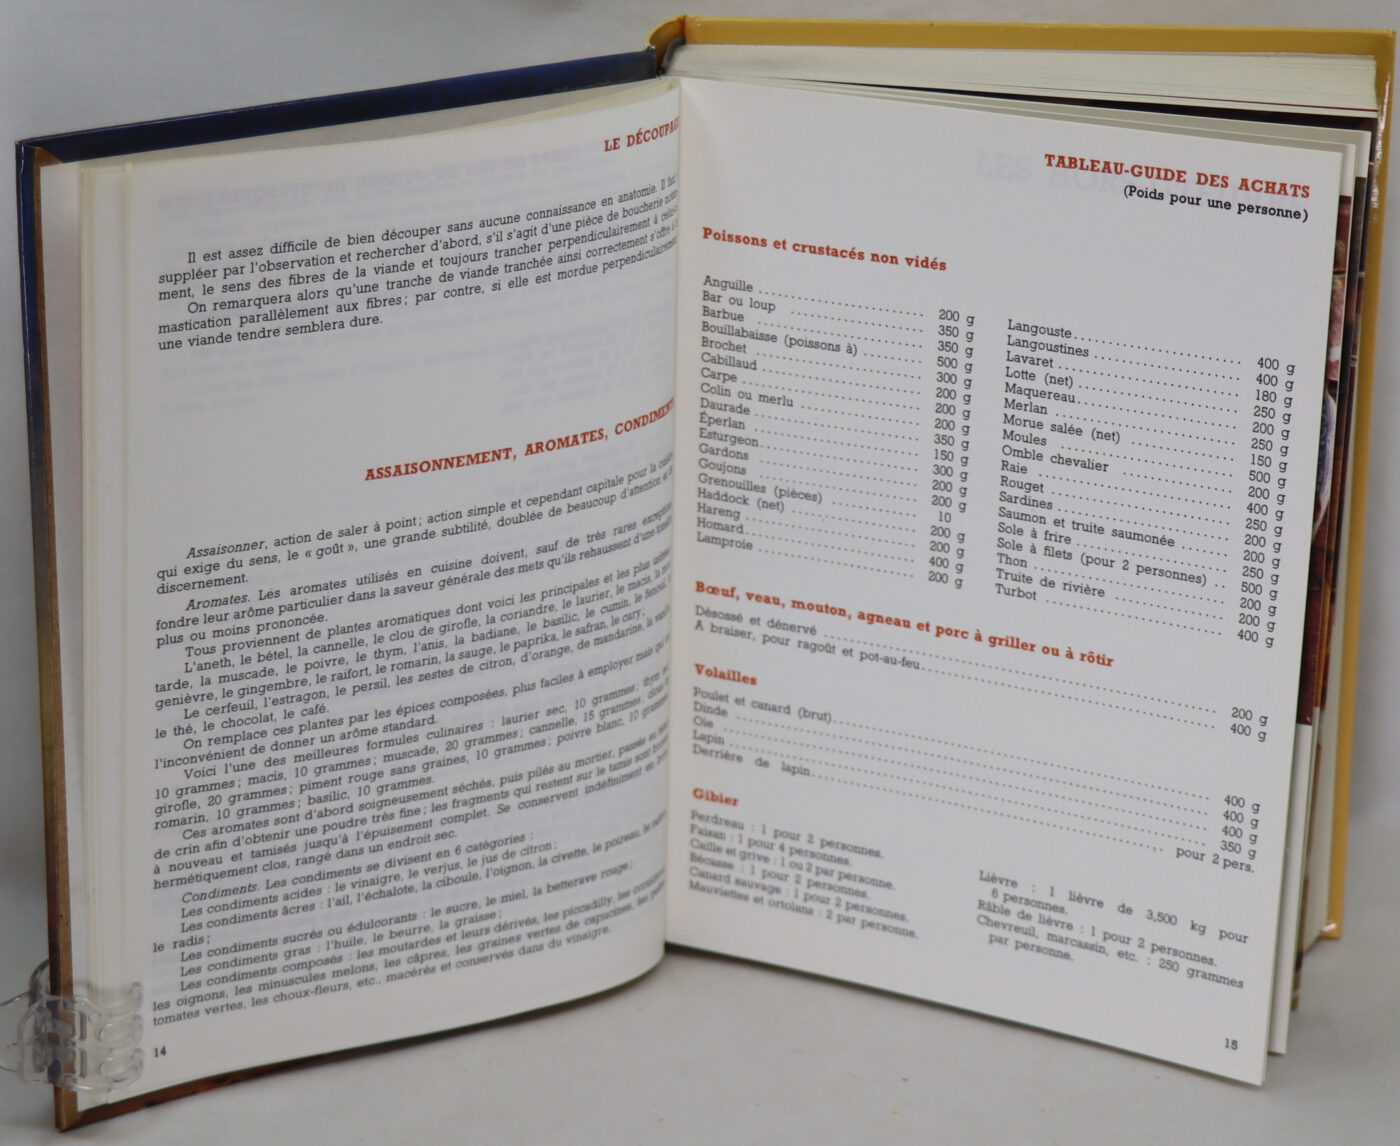 LE DÉCOUPAG
Il est assez difficile de bien découper sans aucune connaissance en anatomie. Il faut
suppléer par l'observation et rechercher d'abord, s'il s'agit d'une pièce de boucherie
ment, le sens des fibres de la viande et toujours trancher perpendiculairement à
On remarquera alors qu'une tranche de viande tranchée ainsi correctement s'offre à
mastication parallèlement aux fibres; par contre, si elle est mordue perpendiculairement,
une viande tendre semblera dure.
ASSAISONNEMENT, AROMATES, CONDIMENT
Assaisonner, action de saler à point; action simple et cependant capitale pour la cuisine
qui exige du sens, le « goût », une grande subtilité, doublée de beaucoup d'attention et
discernement.
Aromates. Les aromates utilisés en cuisine doivent, sauf de très rares exceptions
fondre leur arôme particulier dans la saveur générale des mets qu'ils rehaussent d'une
plus ou moins prononcée.
Tous proviennent de plantes aromatiques dont voici les principales et les plus
L'aneth, le bétel, la cannelle, le clou de girofle, la coriandre, le laurier, le macis, la
tarde, la muscade, le poivre, le thym, l'anis, la badiane, le basilic, le cumin, le fenouil,
genièvre, le gingembre, le raifort, le romarin, la sauge, le paprika, le safran, le cary;
Le cerfeuil, l'estragon, le persil, les zestes de citron, d'orange, de mandarine, la
le thé, le chocolat, le café.
On remplace ces plantes par les épices composées, plus faciles à employer mais qui
l'inconvénient de donner un arôme standard.
Voici l'une des meilleures formules culinaires : laurier sec, 10 grammes; thym
10 grammes; macis, 10 grammes; muscade, 20 grammes; cannelle, 15 grammes; clous
girofle, 20 grammes; piment rouge sans graines, 10 grammes; poivre blanc, 10 grammes
romarin, 10 grammes; basilic, 10 grammes.
Ces aromates sont d'abord soigneusement séchés, puis pilés au mortier, passés au
de crin afin d'obtenir une poudre très fine; les fragments qui restent sur le tamis sont
à nouveau et tamisés jusqu'à l'épuisement complet. Se conservent indéfiniment en
hermétiquement clos, rangé dans un endroit sec.
Condiments. Les condiments se divisent en 6 catégories :
Les condiments acides : le vinaigre, le verjus, le jus de citron;
Les condiments âcres : l'ail, l'échalote, la ciboule, l'oignon, la civette, le poireau, le
le radis;
Les condiments sucrés ou édulcorants : le sucre, le miel, la betterave rouge;
Les condiments gras : l'huile, le beurre, la graisse;
Les condiments composés : les moutardes et leurs dérivés, les piccadilly, les
les oignons, les minuscules melons, les câpres, les graines vertes de capucines, les
tomates vertes, les choux-fleurs, etc., macérés et conservés dans du vinaigre.
14
TABLEAU-GUIDE DES ACHATS
(Poids pour une personne)
Poissons et crustacés non vidés
Anguille .................... 200 g
Bar ou loup .................... 350 g
Barbue .................... 350 g
Bouillabaisse (poissons à) .......... 500 g
Brochet .................... 300 g
Cabillaud .................... 200 g
Carpe .................... 200 g
Colin ou merlu .................... 200 g
Daurade .................... 350 g
Éperlan .................... 150 g
Esturgeon.................... 300 g
Gardons .................... 200 g
Goujons .................... 200 g
Grenouilles (pièces) .......... 10
Haddock (net) .................... 200 g
Hareng .................... 200 g
Homard.................... 400 g
Lamproie .................... 200 g
Langouste.................... 400 g
Langoustines .................... 400 g
Lavaret .................... 180 g
Lotte (net) .................... 250 g
Maquereau .................... 200 g
Merlan .................... 250 g
Morue salée (net) .................... 150 g
Moules .................... 500 g
Omble chevalier .................... 200 g
Raie .................... 400 g
Rouget .................... 250 g
Sardines .................... 200 g
Saumon et truite saumonée .......... 200 g
Sole à frire .................... 250 g
Sole à filets (pour 2 personnes) .. 500 g
Thon .................... 200 g
Truite de rivière .................... 200 g
Turbot .................... 400 g
Bœuf, veau, mouton, agneau et porc à griller ou à rôtir
Désossé et dénervé .................... 200 g
A braiser, pour ragoût et pot-au-feu.................... 400 g
Volailles
Poulet et canard (brut).................... 400 g
Dinde .................... 400 g
Oie .................... 400 g
Lapin .................... 350 g
Derrière de lapin.................... pour 2 pers.
Gibier
Perdreau : 1 pour 2 personnes.
Faisan : 1 pour 4 personnes.
Caille et grive : 1 ou 2 par personne.
Bécasse : 1 pour 2 personnes.
Canard sauvage : 1 pour 2 personnes.
Mauviettes et ortolans : 2 par personne.
Lièvre : 1 lièvre de 3,500 kg pour
6 personnes.
Râble de lièvre : 1 pour 2 personnes.
Chevreuil, marcassin, etc. : 250 grammes
par personne.
15